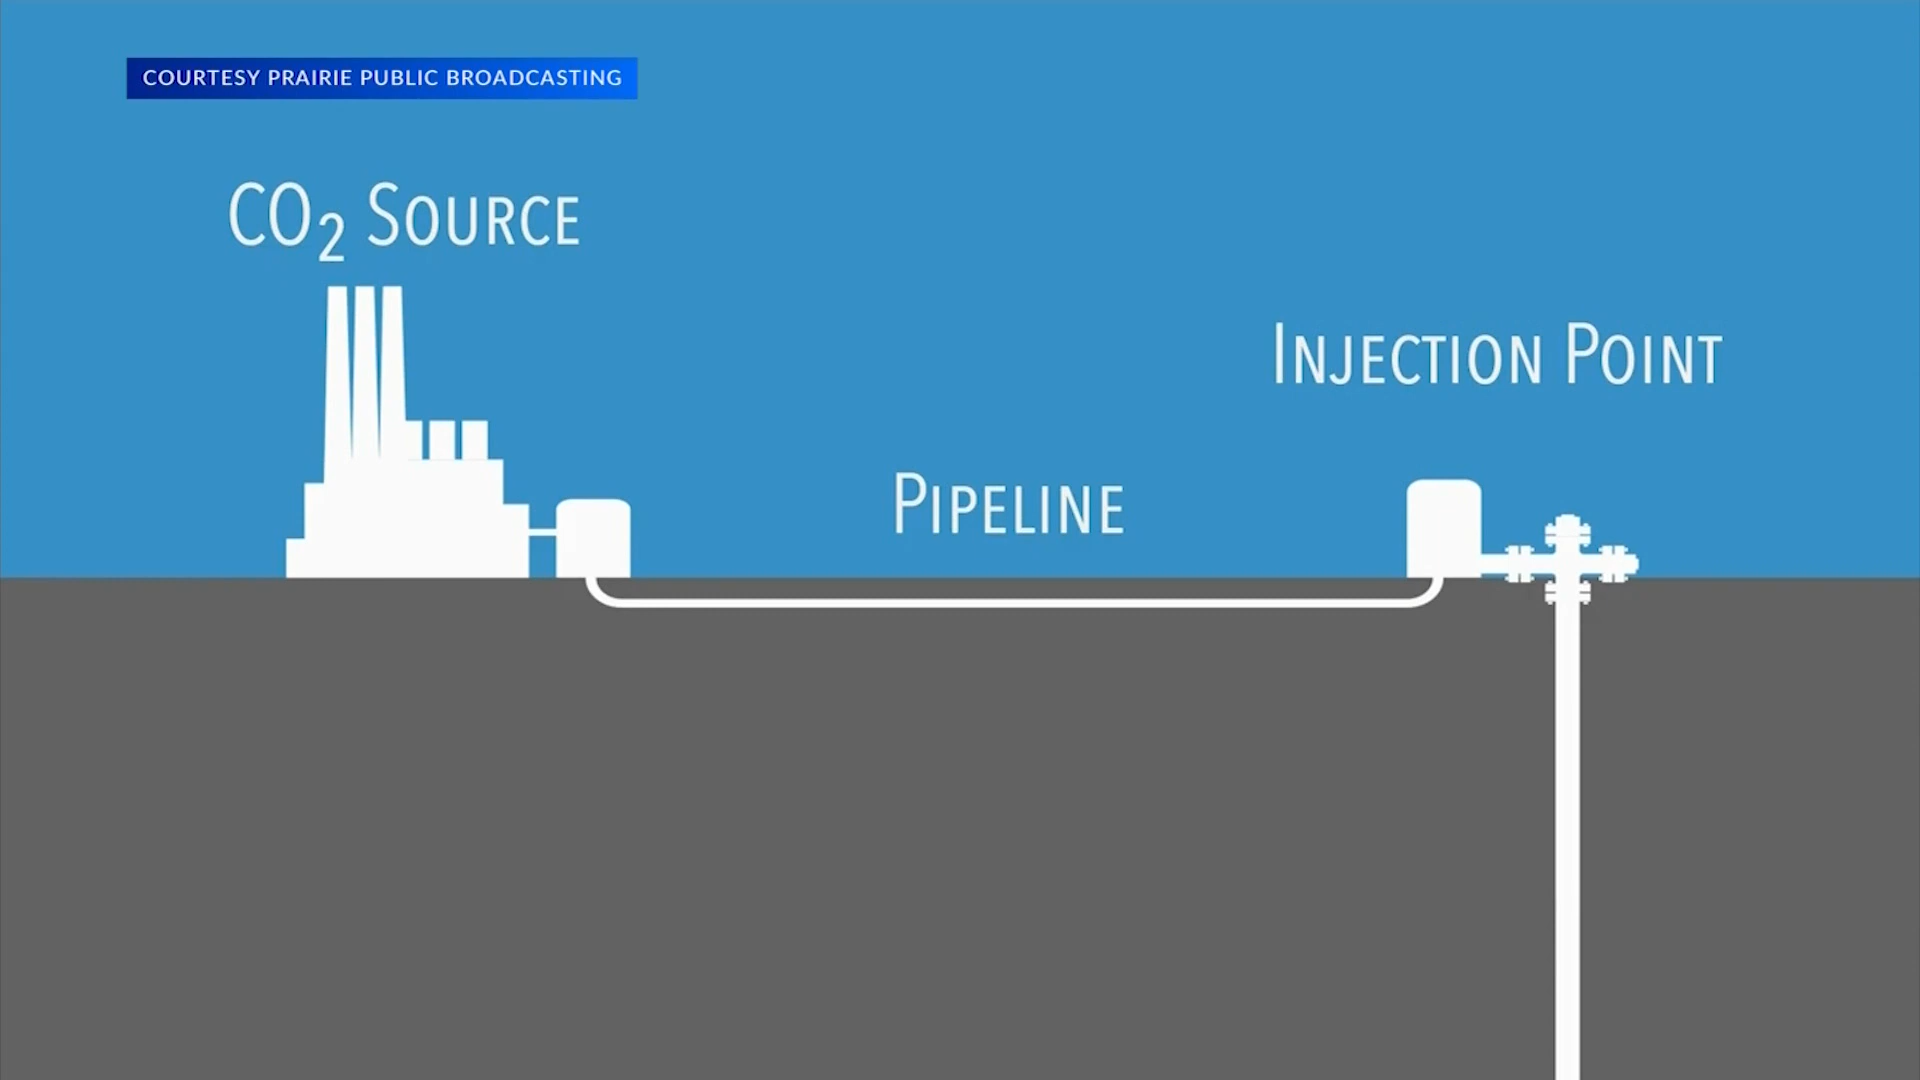 COURTESY PRAIRIE PUBLIC BROADCASTING
CO₂ SOURCE
INJECTION POINT
PIPELINE